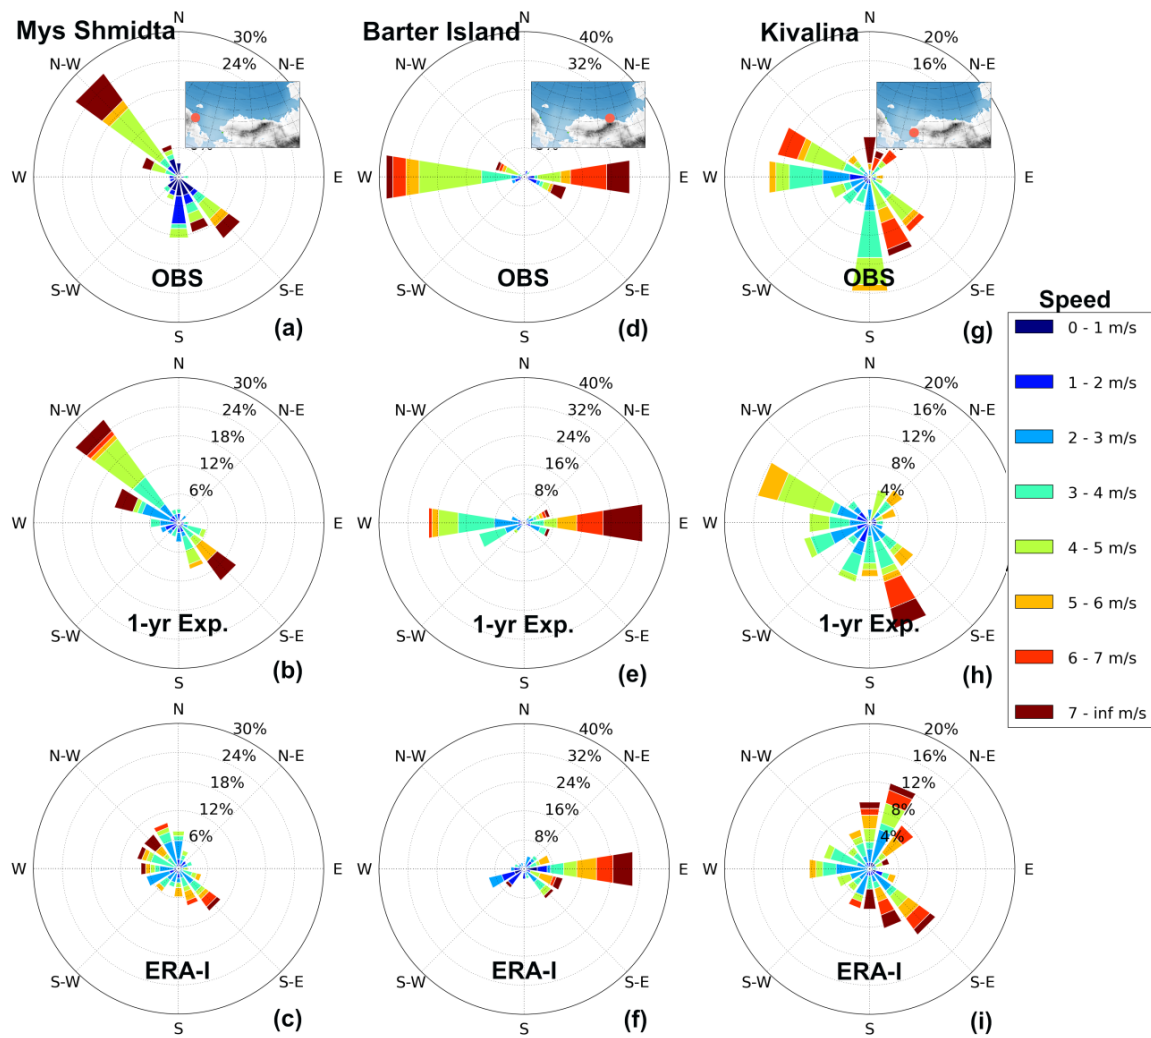 Mys Shmidta
N
30%
24%
N-W
N-E
W
S-W
S-E
S
OBS
(a)
Barter Island
N
40%
32%
N-E
W
E
S-W
S-E
S
OBS
(d)
Kivalina
N
20%
16%
N-W
N-E
W
E
S-W
S-E
S
OBS
(g)
Speed
0 - 1 m/s
1 - 2 m/s
2 - 3 m/s
3 - 4 m/s
4 - 5 m/s
5 - 6 m/s
6 - 7 m/s
7 - inf m/s
N
30%
24%
18%
12%
6%
N-W
N-E
W
E
S-W
S-E
S
1-yr Exp.
(b)
N
40%
32%
24%
16%
8%
N-W
N-E
W
E
S-W
S-E
S
1-yr Exp.
(e)
N
20%
16%
12%
8%
4%
N-W
N-E
W
S-W
S-E
S
1-yr Exp.
(h)
N
30%
24%
18%
12%
6%
N-W
N-E
W
E
S-W
S-E
S
ERA-I
(c)
N
40%
32%
24%
16%
8%
N-W
N-E
W
E
S-W
S-E
S
ERA-I
(f)
N
20%
16%
12%
8%
4%
N-W
N-E
W
E
S-W
S-E
S
ERA-I
(i)